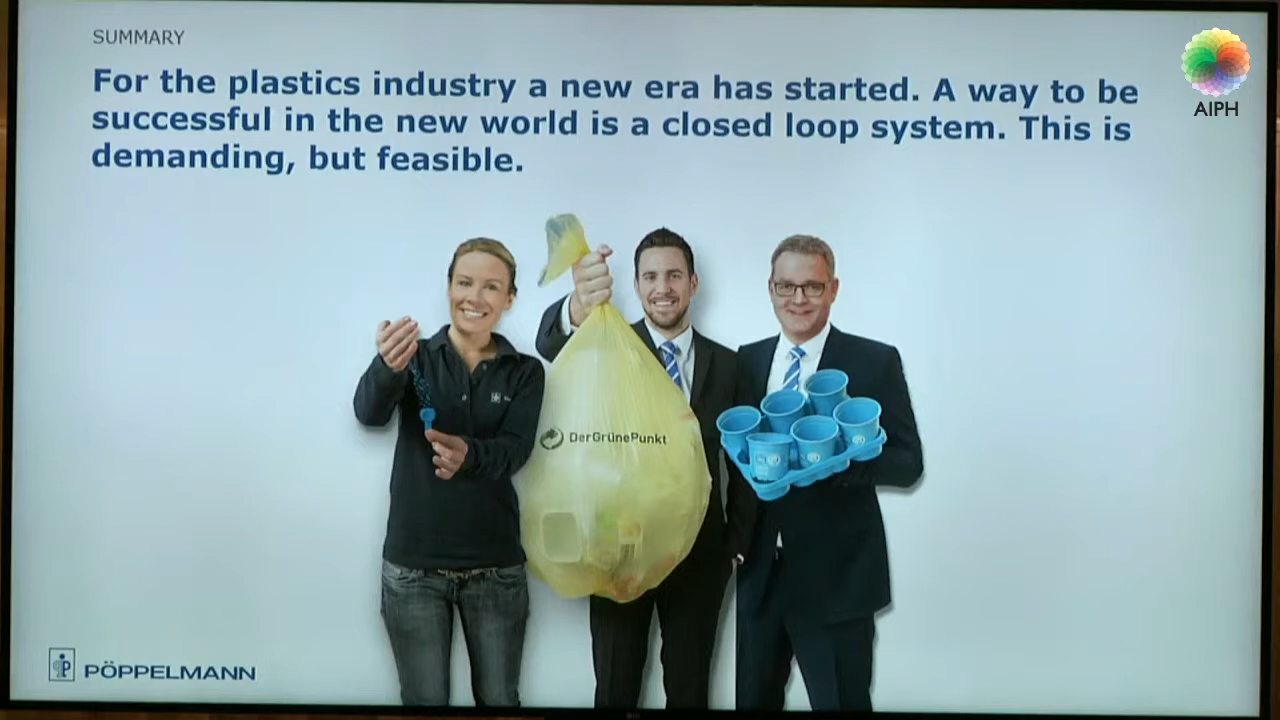 SUMMARY
For the plastics industry a new era has started. A way to be
successful in the new world is a closed loop system. This is
demanding, but feasible.
AIPH
DerGrünePunkt
PÖPPELMANN